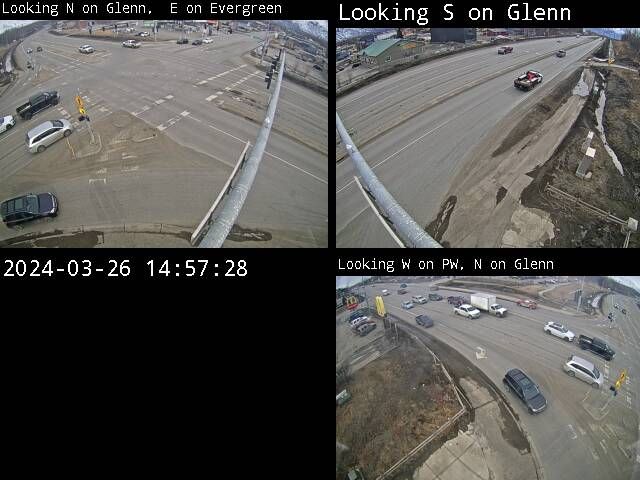 Looking N on Glenn, E on Evergreen
Looking S on Glenn
2024-03-26 14:57:28
Looking W on PW, N on Glenn